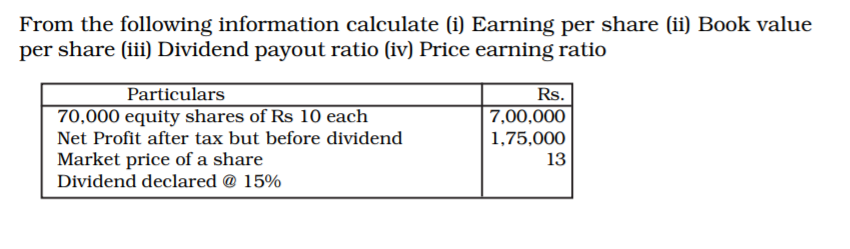 From the following information calculate (i) Earning per share (ii) Book value
per share (iii) Dividend payout ratio (iv) Price earning ratio
Particulars Rs.
70,000 equity shares of Rs 10 each 7,00,000
Net Profit after tax but before dividend 1,75,000
Market price of a share 13
Dividend declared @ 15%